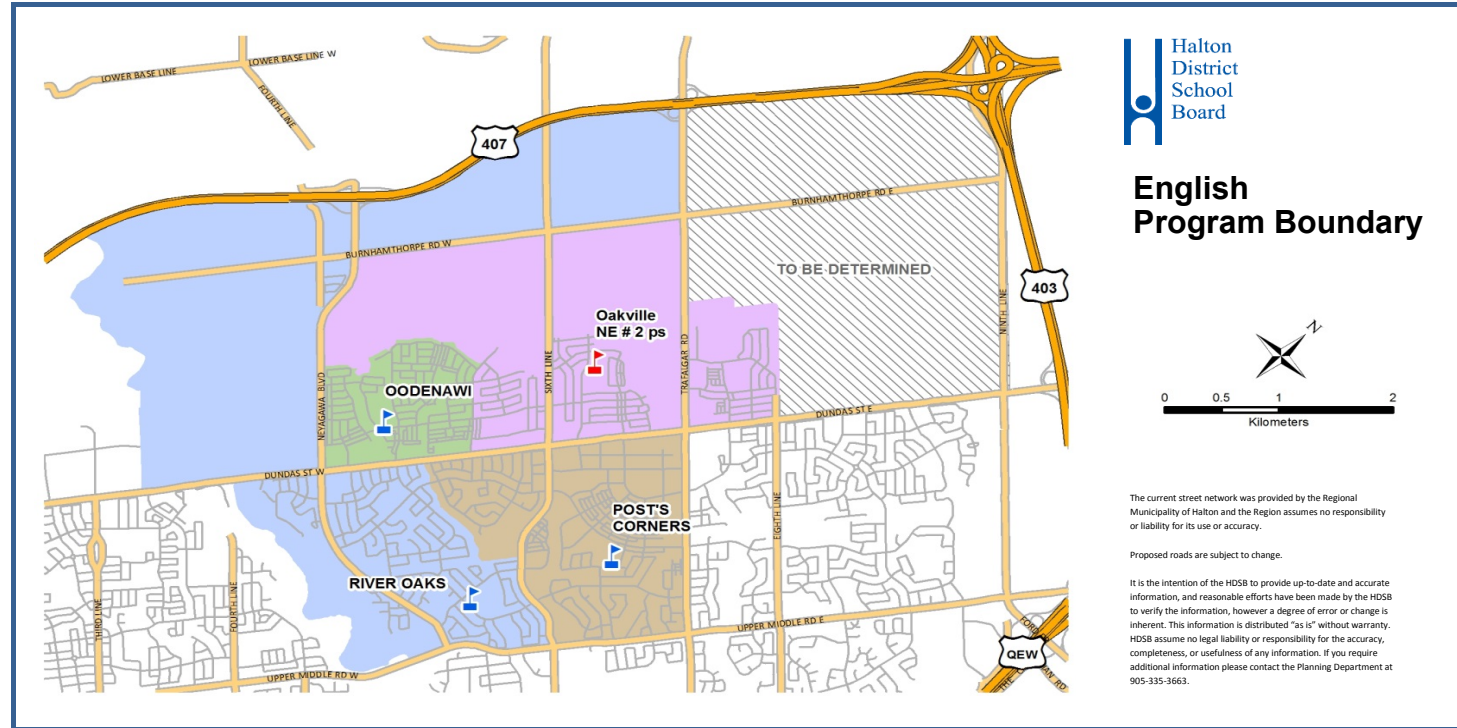 LOWER BASE LINE
LOWER BASE LINE W
FOURTH LINE
407
BURNHAMTHORPE RD W
BURNHAMTHORPE RD E
TO BE DETERMINED
403
NINTH LINE
Oakville
NE # 2 ps
SIXTH LINE
TRAFALGAR RD
NEYAGAWA BLVD
OODENAWI
DUNDAS ST E
DUNDAS ST W
POST'S
CORNERS
EIGHTH LINE
RIVER OAKS
THIRD LINE
FOURTH LINE
UPPER MIDDLE RD E
UPPER MIDDLE RD W
QEW
Halton
District
School
Board
English
Program Boundary
N
0 0.5 1 2
Kilometers
The current street network was provided by the Regional
Municipality of Halton and the Region assumes no responsibility
or liability for its use or accuracy.
Proposed roads are subject to change.
It is the intention of the HDSB to provide up-to-date and accurate
information, and reasonable efforts have been made by the HDSB
to verify the information, however a degree of error or change is
inherent. This information is distributed "as is" without warranty.
HDSB assume no legal liability or responsibility for the accuracy,
completeness, or usefulness of any information. If you require
additional information please contact the Planning Department at
905-335-3663.